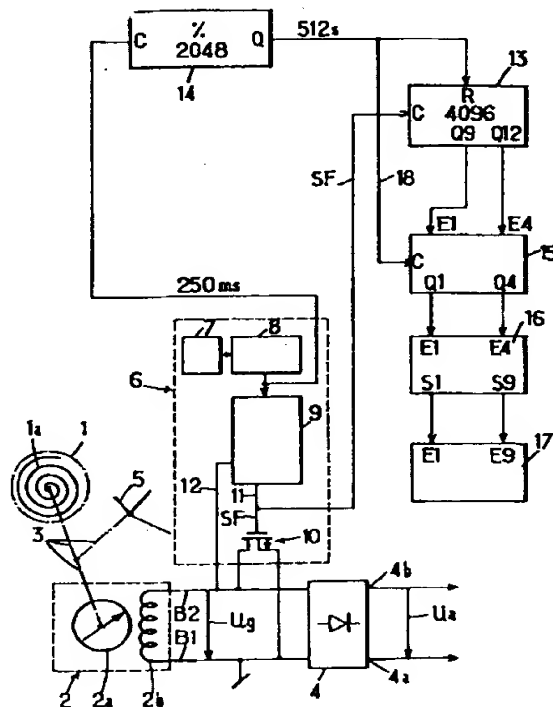 C % Q 512s
2048
14
13
R
C 4096
Q9 Q12
SF
18
E1 E4
C
15
Q1 Q4
250 ms
16
E1 E4
S1 S9
7 8
6
9
17
E1 E9
1a 1
5
12
11
3
SF
10
4b
B2
Ug
Ua
B1
4a
2 2a 2b 4